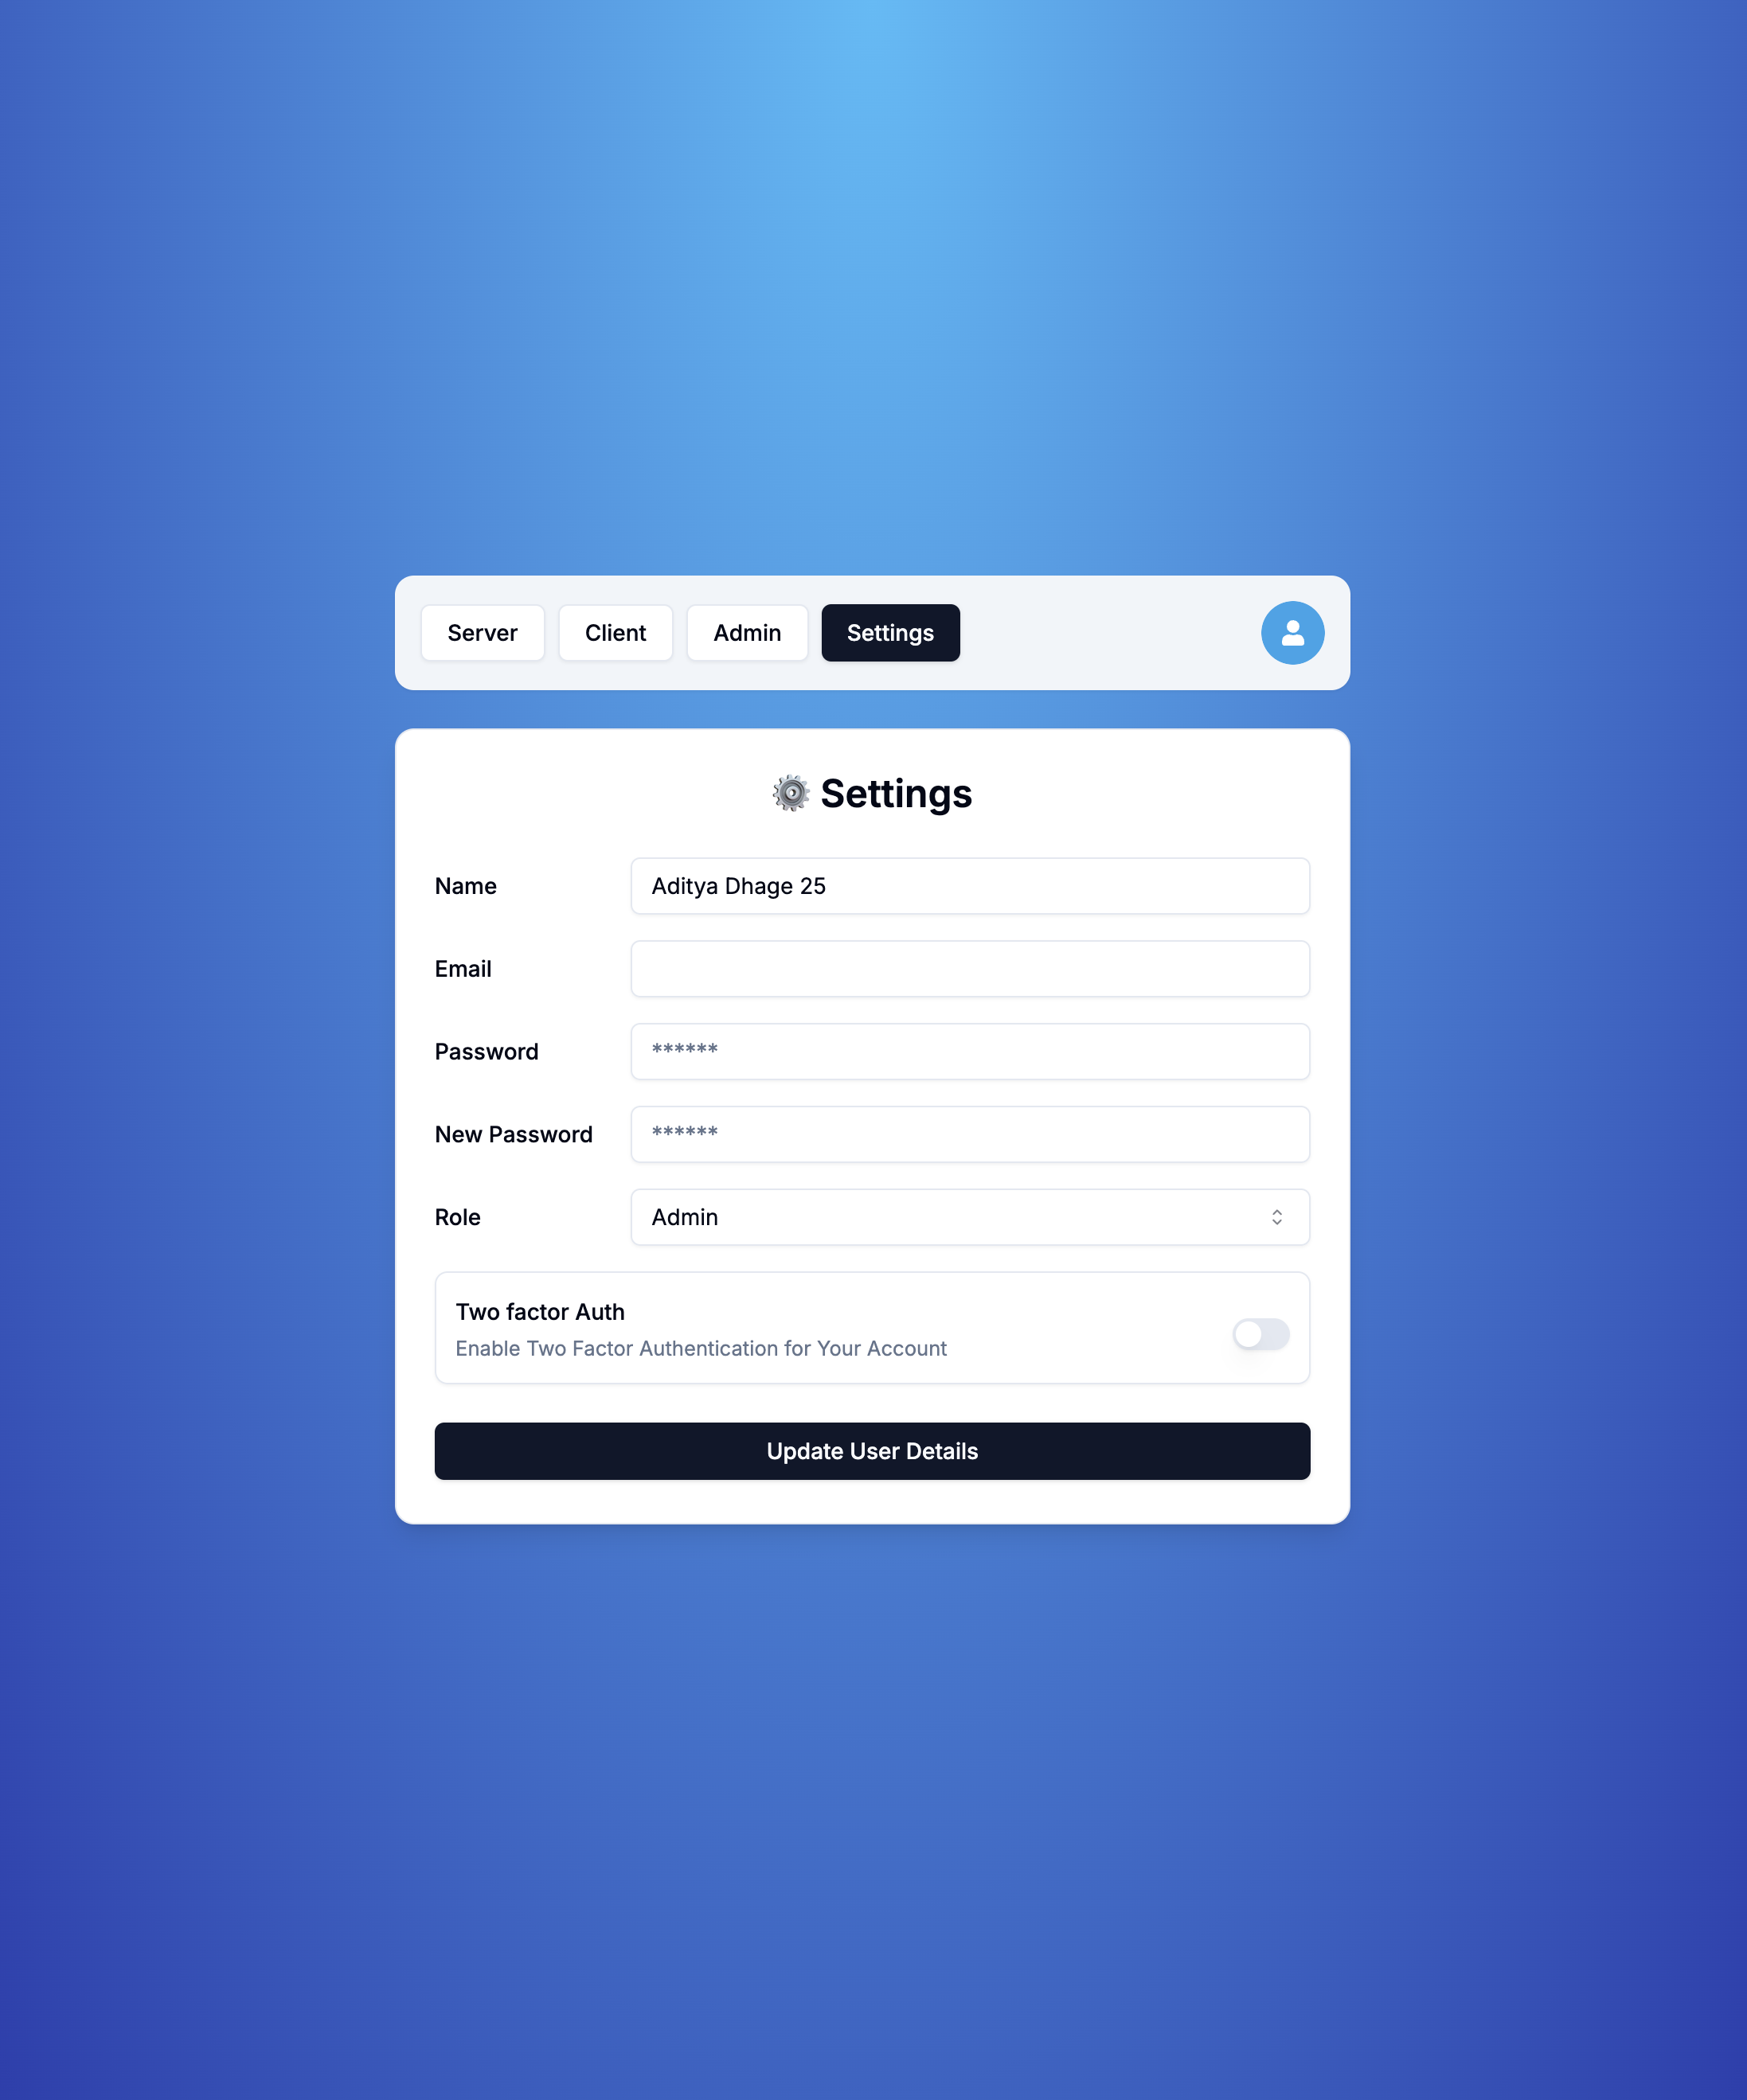 Server Client Admin Settings
⚙️ Settings
Name Aditya Dhage 25
Email
Password ******
New Password ******
Role Admin
Two factor Auth
Enable Two Factor Authentication for Your Account
Update User Details